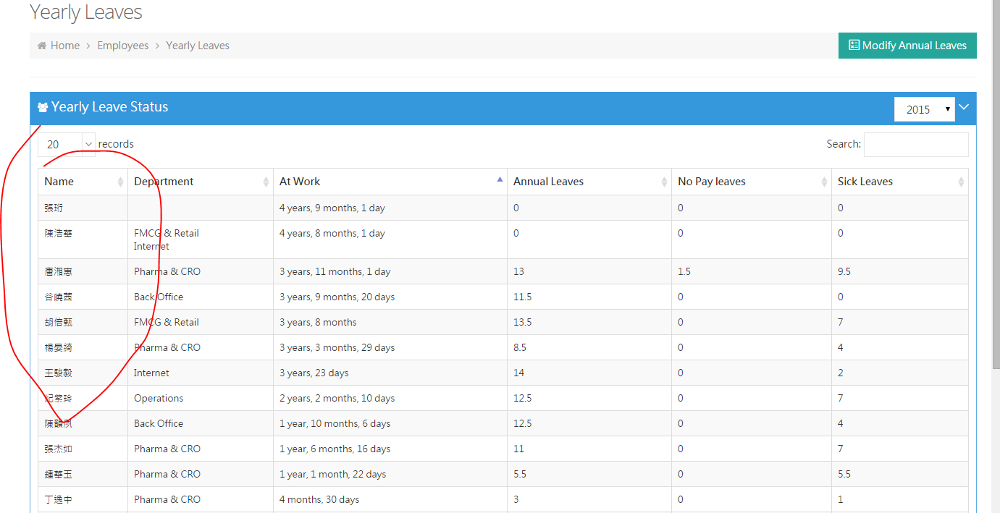 Yearly Leaves
Home > Employees > Yearly Leaves
Modify Annual Leaves
Yearly Leave Status
2015
20 records
Search:
Name Department At Work Annual Leaves No Pay leaves Sick Leaves
張珩 4 years, 9 months, 1 day 0 0 0
陳浩華 FMCG & Retail 4 years, 8 months, 1 day 0 0 0
Internet
唐湘惠 Pharma & CRO 3 years, 11 months, 1 day 13 1.5 9.5
谷曉茜 Back Office 3 years, 9 months, 20 days 11.5 0 0
胡倍甄 FMCG & Retail 3 years, 8 months 13.5 0 7
楊晏綺 Pharma & CRO 3 years, 3 months, 29 days 8.5 0 4
王駿毅 Internet 3 years, 23 days 14 0 2
紀紫玲 Operations 2 years, 2 months, 10 days 12.5 0 7
Back Office 1 year, 10 months, 6 days 12.5 0 4
張杰如 Pharma & CRO 1 year, 6 months, 16 days 11 0 7
鍾華玉 Pharma & CRO 1 year, 1 month, 22 days 5.5 0 5.5
丁逸中 Pharma & CRO 4 months, 30 days 3 0 1